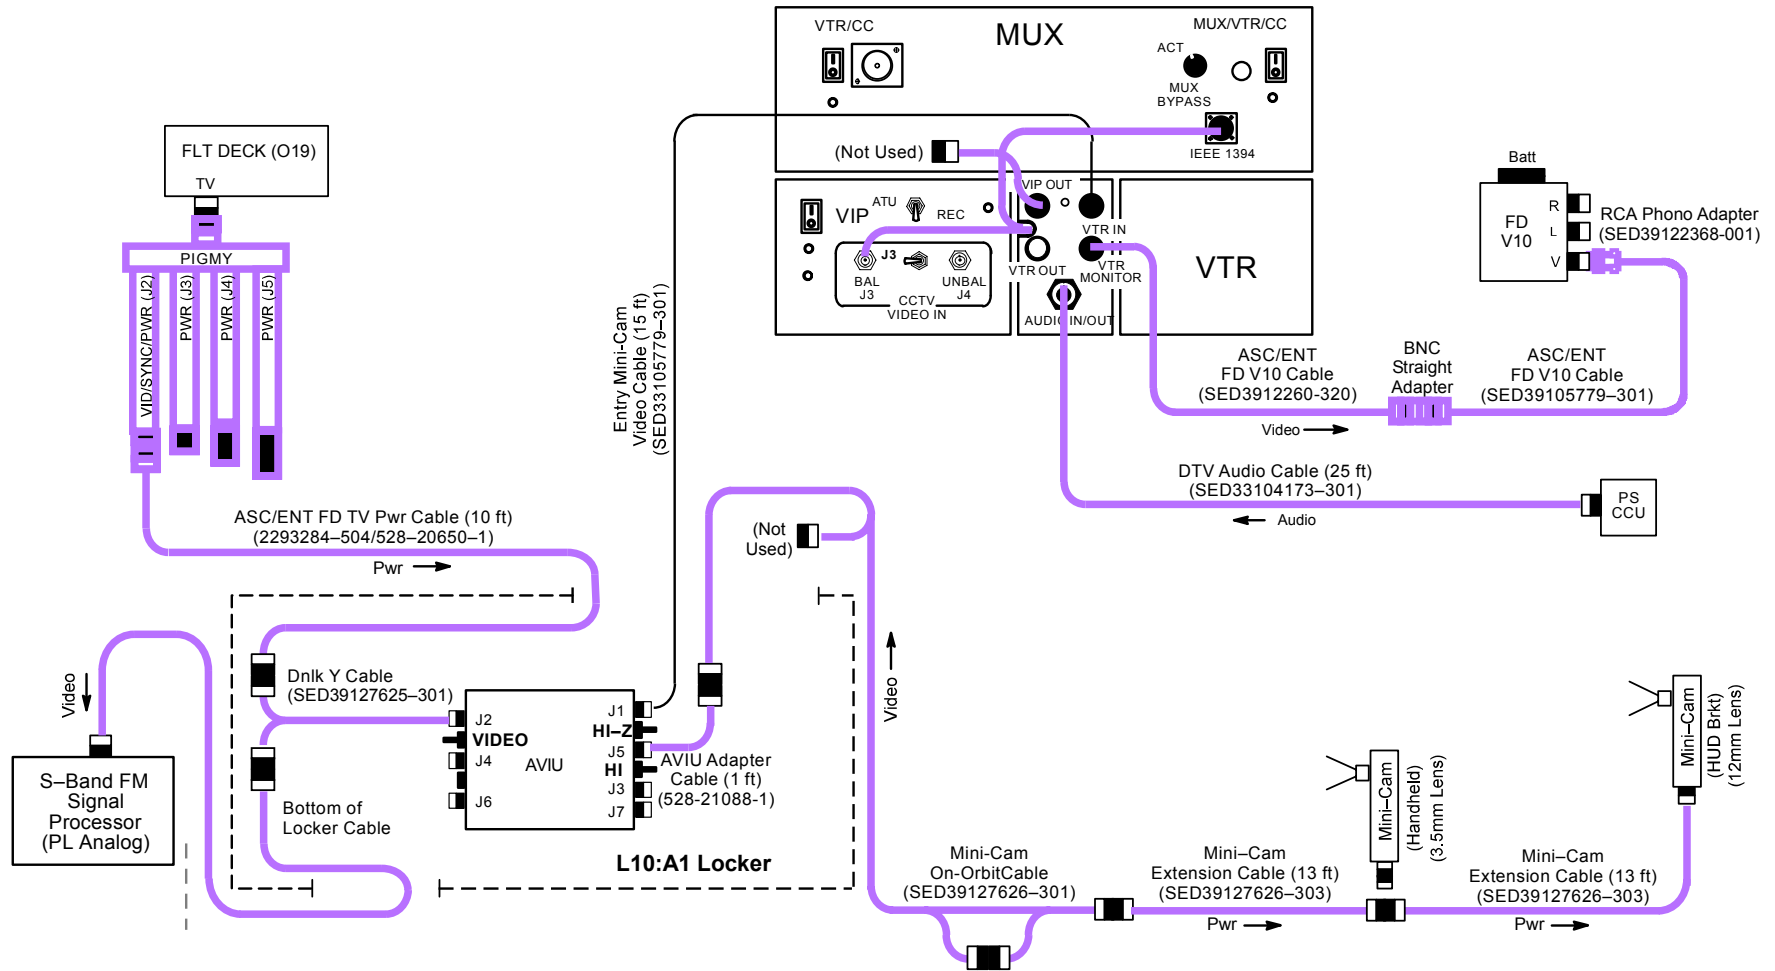 MUX
VTR/CC
MUX/VTR/CC
ACT
MUX
BYPASS
IEEE 1394
(Not Used)
FLT DECK (O19)
TV
PIGMY
VID/SYNC/PWR (J2)
PWR (J3)
PWR (J4)
PWR (J5)
VIP
ATU
REC
J3
BAL
J3
UNBAL
J4
CCTV
VIDEO IN
VIP OUT
VTR IN
VTR OUT
VTR
MONITOR
AUDIO IN/OUT
VTR
Batt
FD
V10
R
L
V
RCA Phono Adapter
(SED39122368-001)
Entry Mini-Cam
Video Cable (15 ft)
(SED33105779–301)
ASC/ENT
FD V10 Cable
(SED3912260-320)
Video
BNC
Straight
Adapter
ASC/ENT
FD V10 Cable
(SED39105779–301)
DTV Audio Cable (25 ft)
(SED33104173–301)
Audio
PS
CCU
ASC/ENT FD TV Pwr Cable (10 ft)
(2293284–504/528–20650–1)
Pwr
(Not
Used)
Video
S–Band FM
Signal
Processor
(PL Analog)
Dnlk Y Cable
(SED39127625–301)
Bottom of
Locker Cable
J2
VIDEO
J4
J6
AVIU
J1
HI–Z
J5
HI
J3
J7
AVIU Adapter
Cable (1 ft)
(528-21088-1)
L10:A1 Locker
Video
Mini-Cam
On-OrbitCable
(SED39127626–301)
Mini–Cam
Extension Cable (13 ft)
(SED39127626–303)
Pwr
Mini–Cam
(Handheld)
(3.5mm Lens)
Mini–Cam
Extension Cable (13 ft)
(SED39127626–303)
Pwr
Mini–Cam
(HUD Brkt)
(12mm Lens)